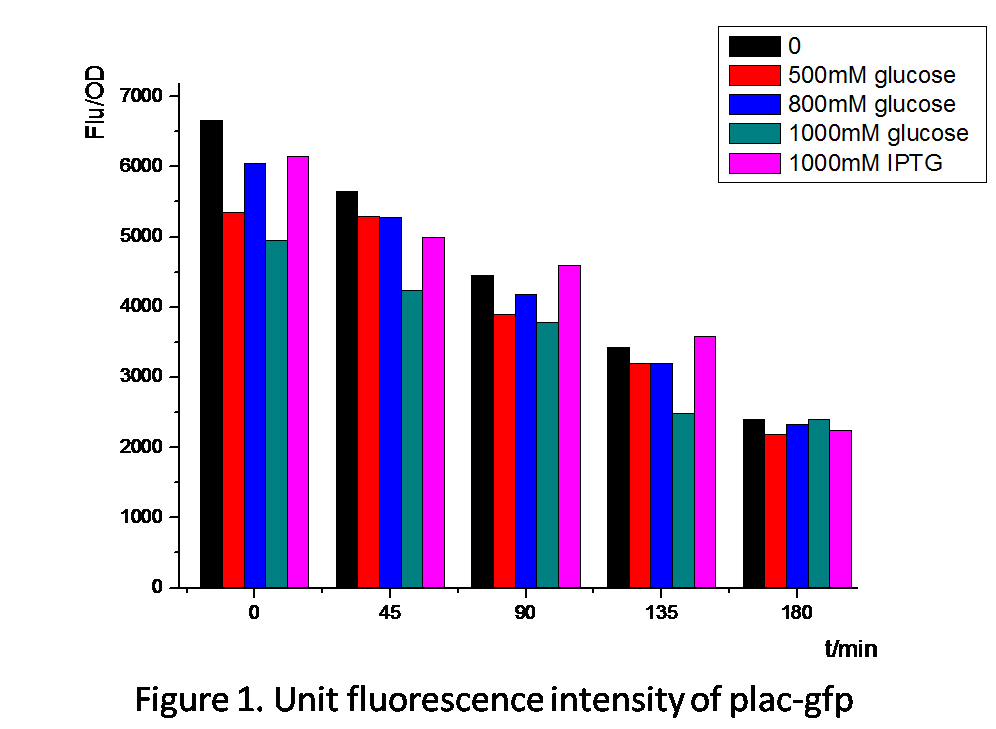 0
500mM glucose
800mM glucose
1000mM glucose
1000mM IPTG
Flu/OD
7000
6000
5000
4000
3000
2000
1000
0
0 45 90 135 180
t/min
Figure 1. Unit fluorescence intensity of plac-gfp